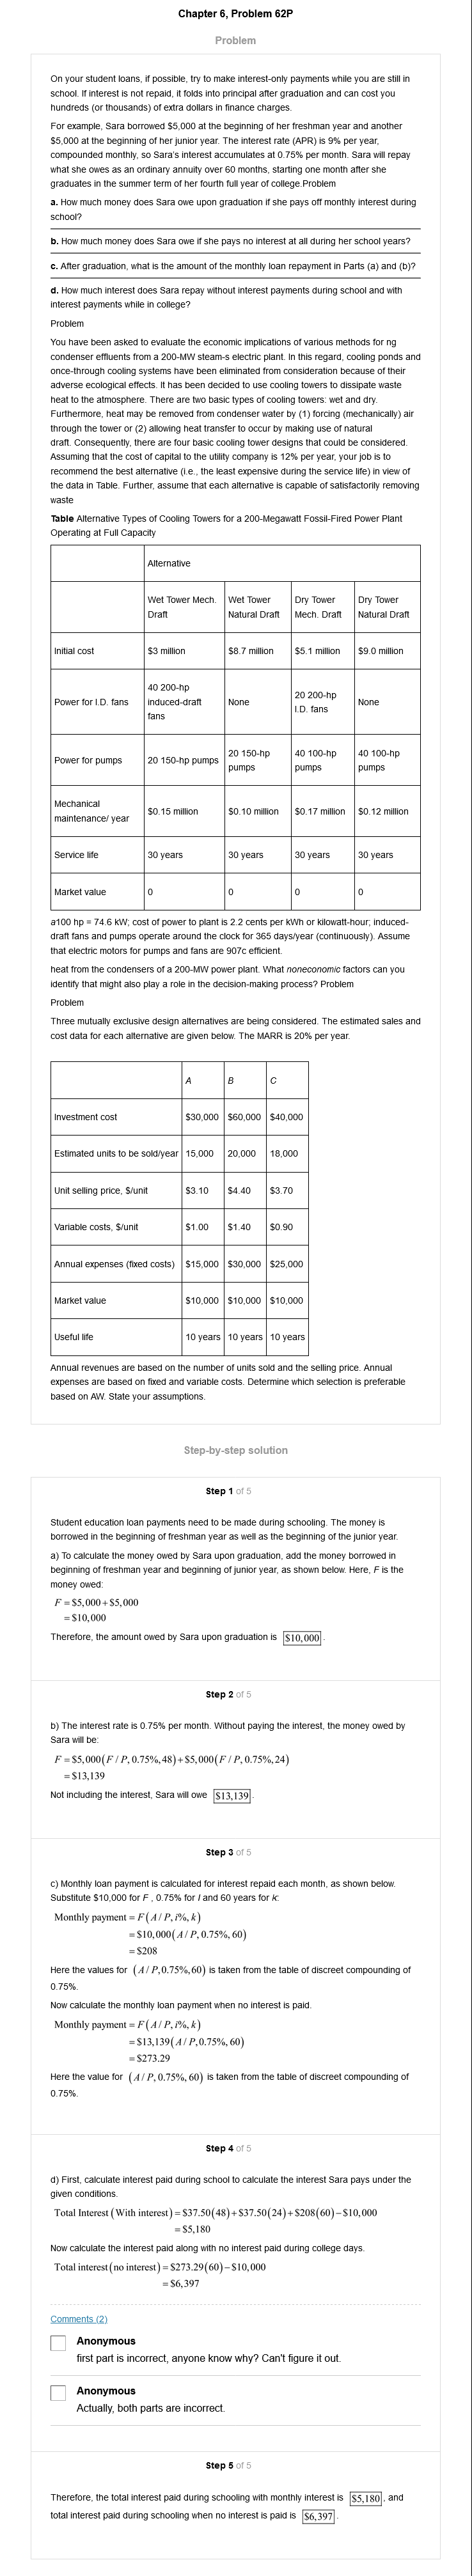 Chapter 6, Problem 62P
Problem
On your student loans, if possible, try to make interest-only payments while you are still in
school. If interest is not repaid, it folds into principal after graduation and can cost you
hundreds (or thousands) of extra dollars in finance charges.
For example, Sara borrowed $5,000 at the beginning of her freshman year and another
$5,000 at the beginning of her junior year. The interest rate (APR) is 9% per year,
compounded monthly, so Sara's interest accumulates at 0.75% per month. Sara will repay
what she owes as an ordinary annuity over 60 months, starting one month after she
graduates in the summer term of her fourth full year of college.Problem
a. How much money does Sara owe upon graduation if she pays off monthly interest during
school?
b. How much money does Sara owe if she pays no interest at all during her school years?
c. After graduation, what is the amount of the monthly loan repayment in Parts (a) and (b)?
d. How much interest does Sara repay without interest payments during school and with
interest payments while in college?
Problem
You have been asked to evaluate the economic implications of various methods for ng
condenser effluents from a 200-MW steam-s electric plant. In this regard, cooling ponds and
once-through cooling systems have been eliminated from consideration because of their
adverse ecological effects. It has been decided to use cooling towers to dissipate waste
heat to the atmosphere. There are two basic types of cooling towers: wet and dry.
Furthermore, heat may be removed from condenser water by (1) forcing (mechanically) air
through the tower or (2) allowing heat transfer to occur by making use of natural
draft. Consequently, there are four basic cooling tower designs that could be considered.
Assuming that the cost of capital to the utility company is 12% per year, your job is to
recommend the best alternative (i.e., the least expensive during the service life) in view of
the data in Table. Further, assume that each alternative is capable of satisfactorily removing
waste
Table Alternative Types of Cooling Towers for a 200-Megawatt Fossil-Fired Power Plant
Operating at Full Capacity
Alternative
Wet Tower Mech. Draft
Wet Tower Natural Draft
Dry Tower Mech. Draft
Dry Tower Natural Draft
Initial cost $3 million $8.7 million $5.1 million $9.0 million
Power for I.D. fans 40 200-hp induced-draft fans None 20 200-hp I.D. fans None
Power for pumps 20 150-hp pumps 20 150-hp pumps 40 100-hp pumps 40 100-hp pumps
Mechanical maintenance/ year $0.15 million $0.10 million $0.17 million $0.12 million
Service life 30 years 30 years 30 years 30 years
Market value 0 0 0 0
a100 hp = 74.6 kW; cost of power to plant is 2.2 cents per kWh or kilowatt-hour; induced-
draft fans and pumps operate around the clock for 365 days/year (continuously). Assume
that electric motors for pumps and fans are 907c efficient.
heat from the condensers of a 200-MW power plant. What noneconomic factors can you
identify that might also play a role in the decision-making process? Problem
Problem
Three mutually exclusive design alternatives are being considered. The estimated sales and
cost data for each alternative are given below. The MARR is 20% per year.
A B C
Investment cost $30,000 $60,000 $40,000
Estimated units to be sold/year 15,000 20,000 18,000
Unit selling price, $/unit $3.10 $4.40 $3.70
Variable costs, $/unit $1.00 $1.40 $0.90
Annual expenses (fixed costs) $15,000 $30,000 $25,000
Market value $10,000 $10,000 $10,000
Useful life 10 years 10 years 10 years
Annual revenues are based on the number of units sold and the selling price. Annual
expenses are based on fixed and variable costs. Determine which selection is preferable
based on AW. State your assumptions.
Step-by-step solution
Step 1 of 5
Student education loan payments need to be made during schooling. The money is
borrowed in the beginning of freshman year as well as the beginning of the junior year.
a) To calculate the money owed by Sara upon graduation, add the money borrowed in
beginning of freshman year and beginning of junior year, as shown below. Here, F is the
money owed:
F = $5,000 + $5,000
= $10,000
Therefore, the amount owed by Sara upon graduation is $10,000.
Step 2 of 5
b) The interest rate is 0.75% per month. Without paying the interest, the money owed by
Sara will be:
F = $5,000(F / P, 0.75%, 48) + $5,000(F / P, 0.75%, 24)
= $13,139
Not including the interest, Sara will owe $13,139.
Step 3 of 5
c) Monthly loan payment is calculated for interest repaid each month, as shown below.
Substitute $10,000 for F , 0.75% for I and 60 years for K:
Monthly payment = F(A / P, i%, k)
= $10,000(A / P, 0.75%, 60)
= $208
Here the values for (A / P, 0.75%, 60) is taken from the table of discreet compounding of
0.75%.
Now calculate the monthly loan payment when no interest is paid.
Monthly payment = F(A / P, i%, k)
= $13,139(A / P, 0.75%, 60)
= $273.29
Here the value for (A / P, 0.75%, 60) is taken from the table of discreet compounding of
0.75%.
Step 4 of 5
d) First, calculate interest paid during school to calculate the interest Sara pays under the
given conditions.
Total Interest (With interest) = $37.50(48) + $37.50(24) + $208(60) − $10,000
= $5,180
Now calculate the interest paid along with no interest paid during college days.
Total interest (no interest) = $273.29(60) − $10,000
= $6,397
Comments (2)
Anonymous
first part is incorrect, anyone know why? Can't figure it out.
Anonymous
Actually, both parts are incorrect.
Step 5 of 5
Therefore, the total interest paid during schooling with monthly interest is $5,180, and
total interest paid during schooling when no interest is paid is $6,397.